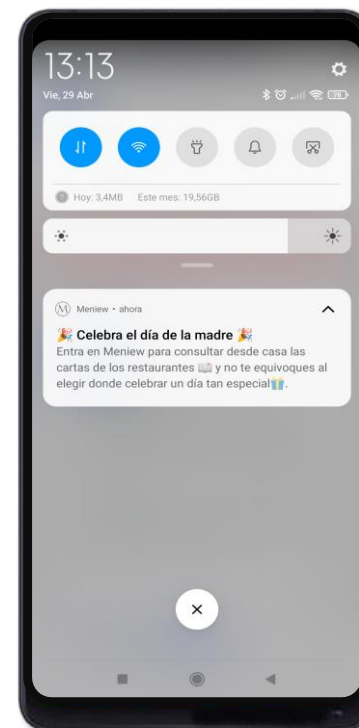 13:13
Vie, 29 Abr
78
Hoy: 3,4MB Este mes: 19,56GB
M Meniew • ahora
🎉 Celebra el día de la madre 🎉
Entra en Meniew para consultar desde casa las
cartas de los restaurantes 📖 y no te equivoques al
elegir donde celebrar un día tan especial🎁.